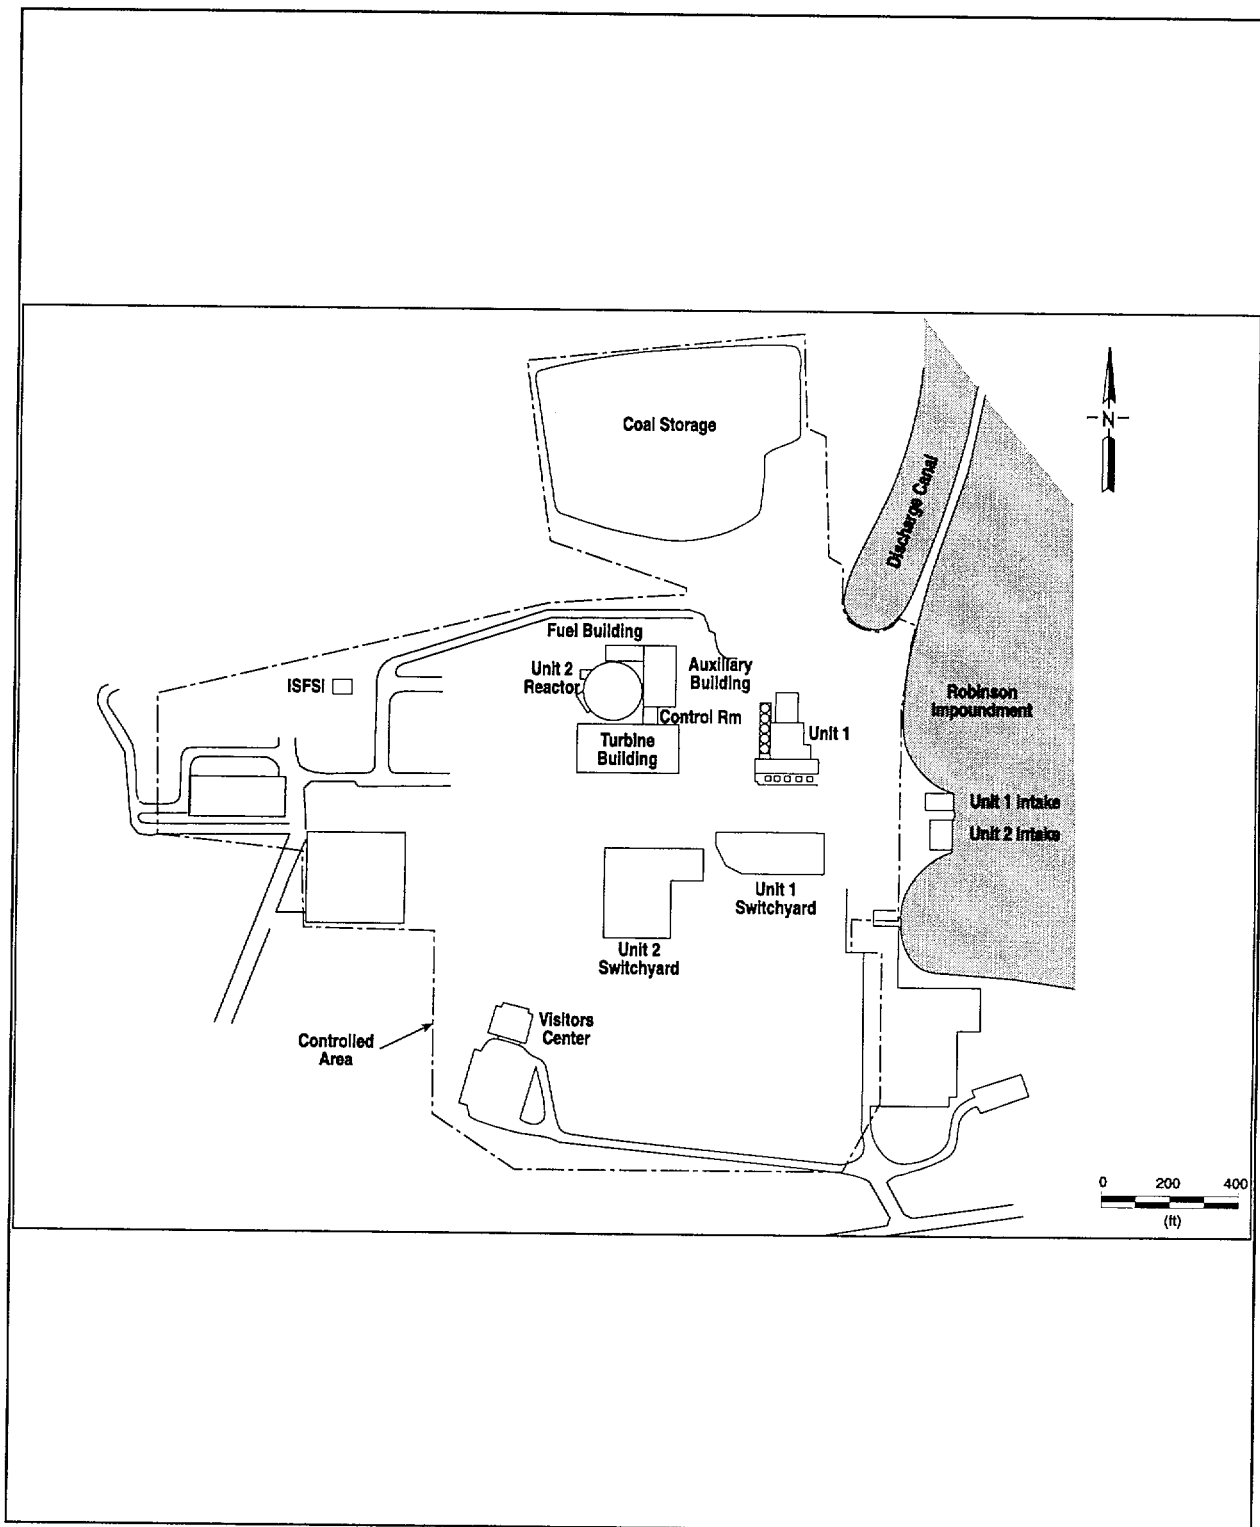 Coal Storage
N
Discharge Canal
Fuel Building
Unit 2
Reactor
Auxiliary
Building
ISFSI
Control Rm
Robinson
Impoundment
Turbine
Building
Unit 1
Unit 1 Intake
Unit 2 Intake
Unit 1
Switchyard
Unit 2
Switchyard
Visitors
Center
Controlled
Area
0 200 400
(ft)